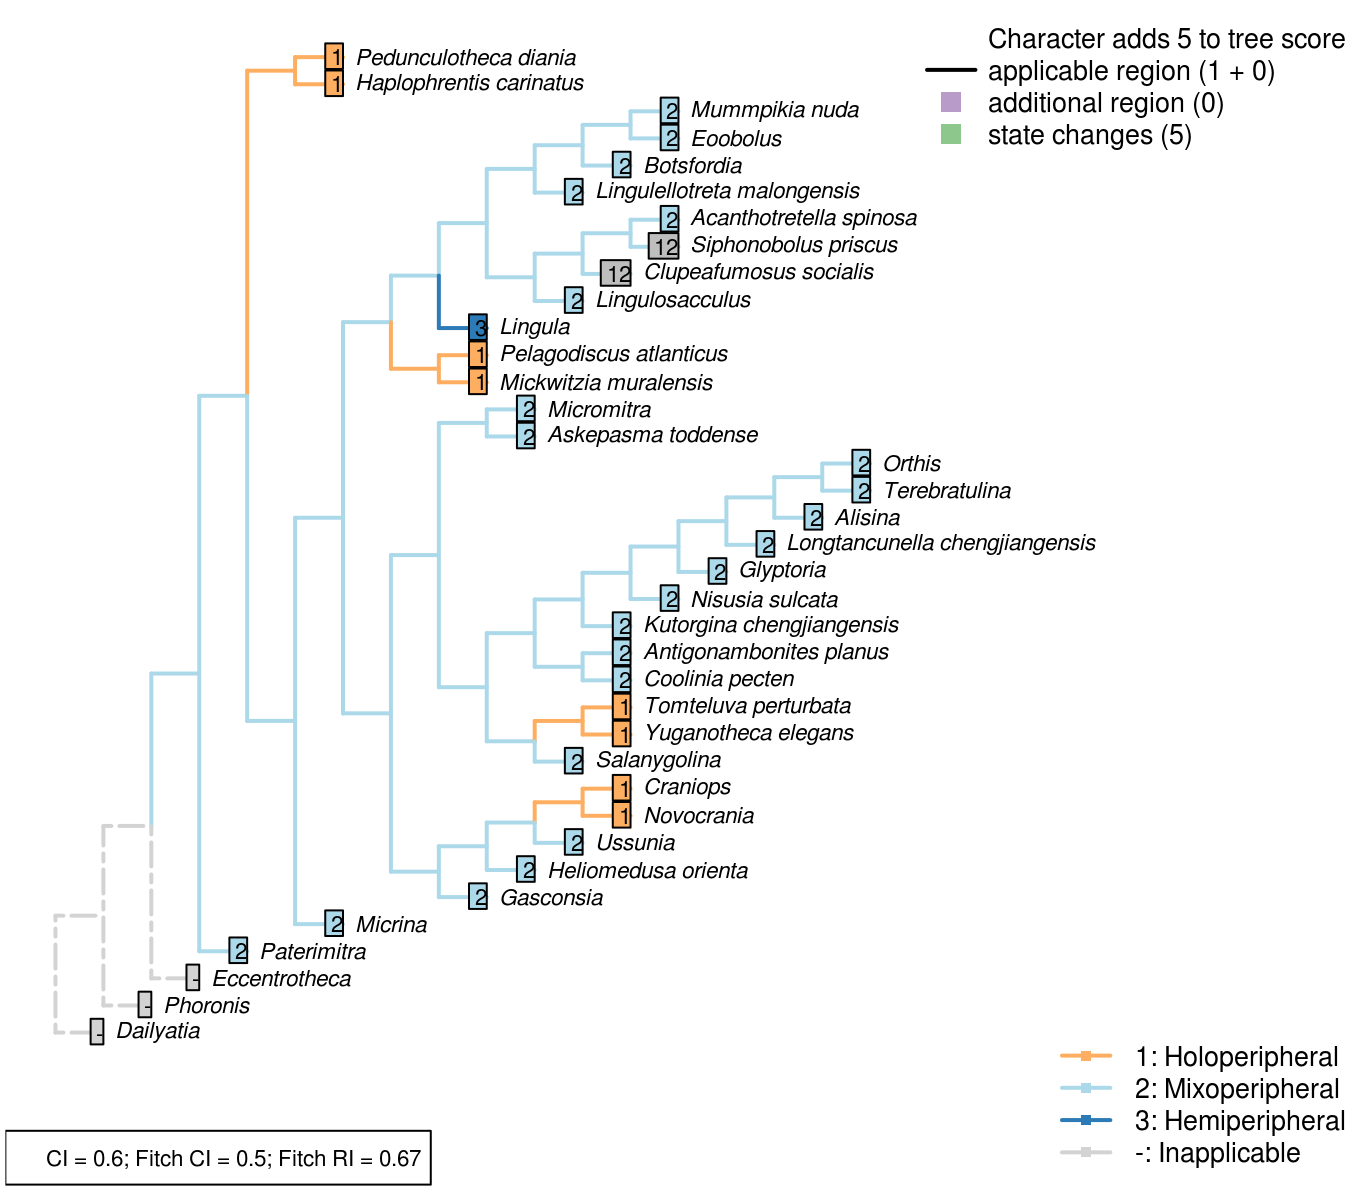 Character adds 5 to tree score
applicable region (1 + 0)
additional region (0)
state changes (5)
1 Pedunculotheca diania
1 Haplophrentis carinatus
2 Mummpikia nuda
2 Eoobolus
2 Botsfordia
2 Lingulellotreta malongensis
2 Acanthotretella spinosa
12 Siphonobolus priscus
12 Clupeafumosus socialis
2 Lingulosacculus
3 Lingula
1 Pelagodiscus atlanticus
1 Mickwitzia muralensis
2 Micromitra
2 Askepasma toddense
2 Orthis
2 Terebratulina
2 Alisina
2 Longtancunella chengjiangensis
2 Glyptoria
2 Nisusia sulcata
2 Kutorgina chengjiangensis
2 Antigonambonites planus
2 Coolinia pecten
1 Tomteluva perturbata
1 Yuganotheca elegans
2 Salanygolina
1 Craniops
1 Novocrania
2 Ussunia
2 Heliomedusa orienta
2 Gasconsia
2 Micrina
2 Paterimitra
- Eccentrotheca
- Phoronis
- Dailyatia
1: Holoperipheral
2: Mixoperipheral
3: Hemiperipheral
-: Inapplicable
CI = 0.6; Fitch CI = 0.5; Fitch RI = 0.67